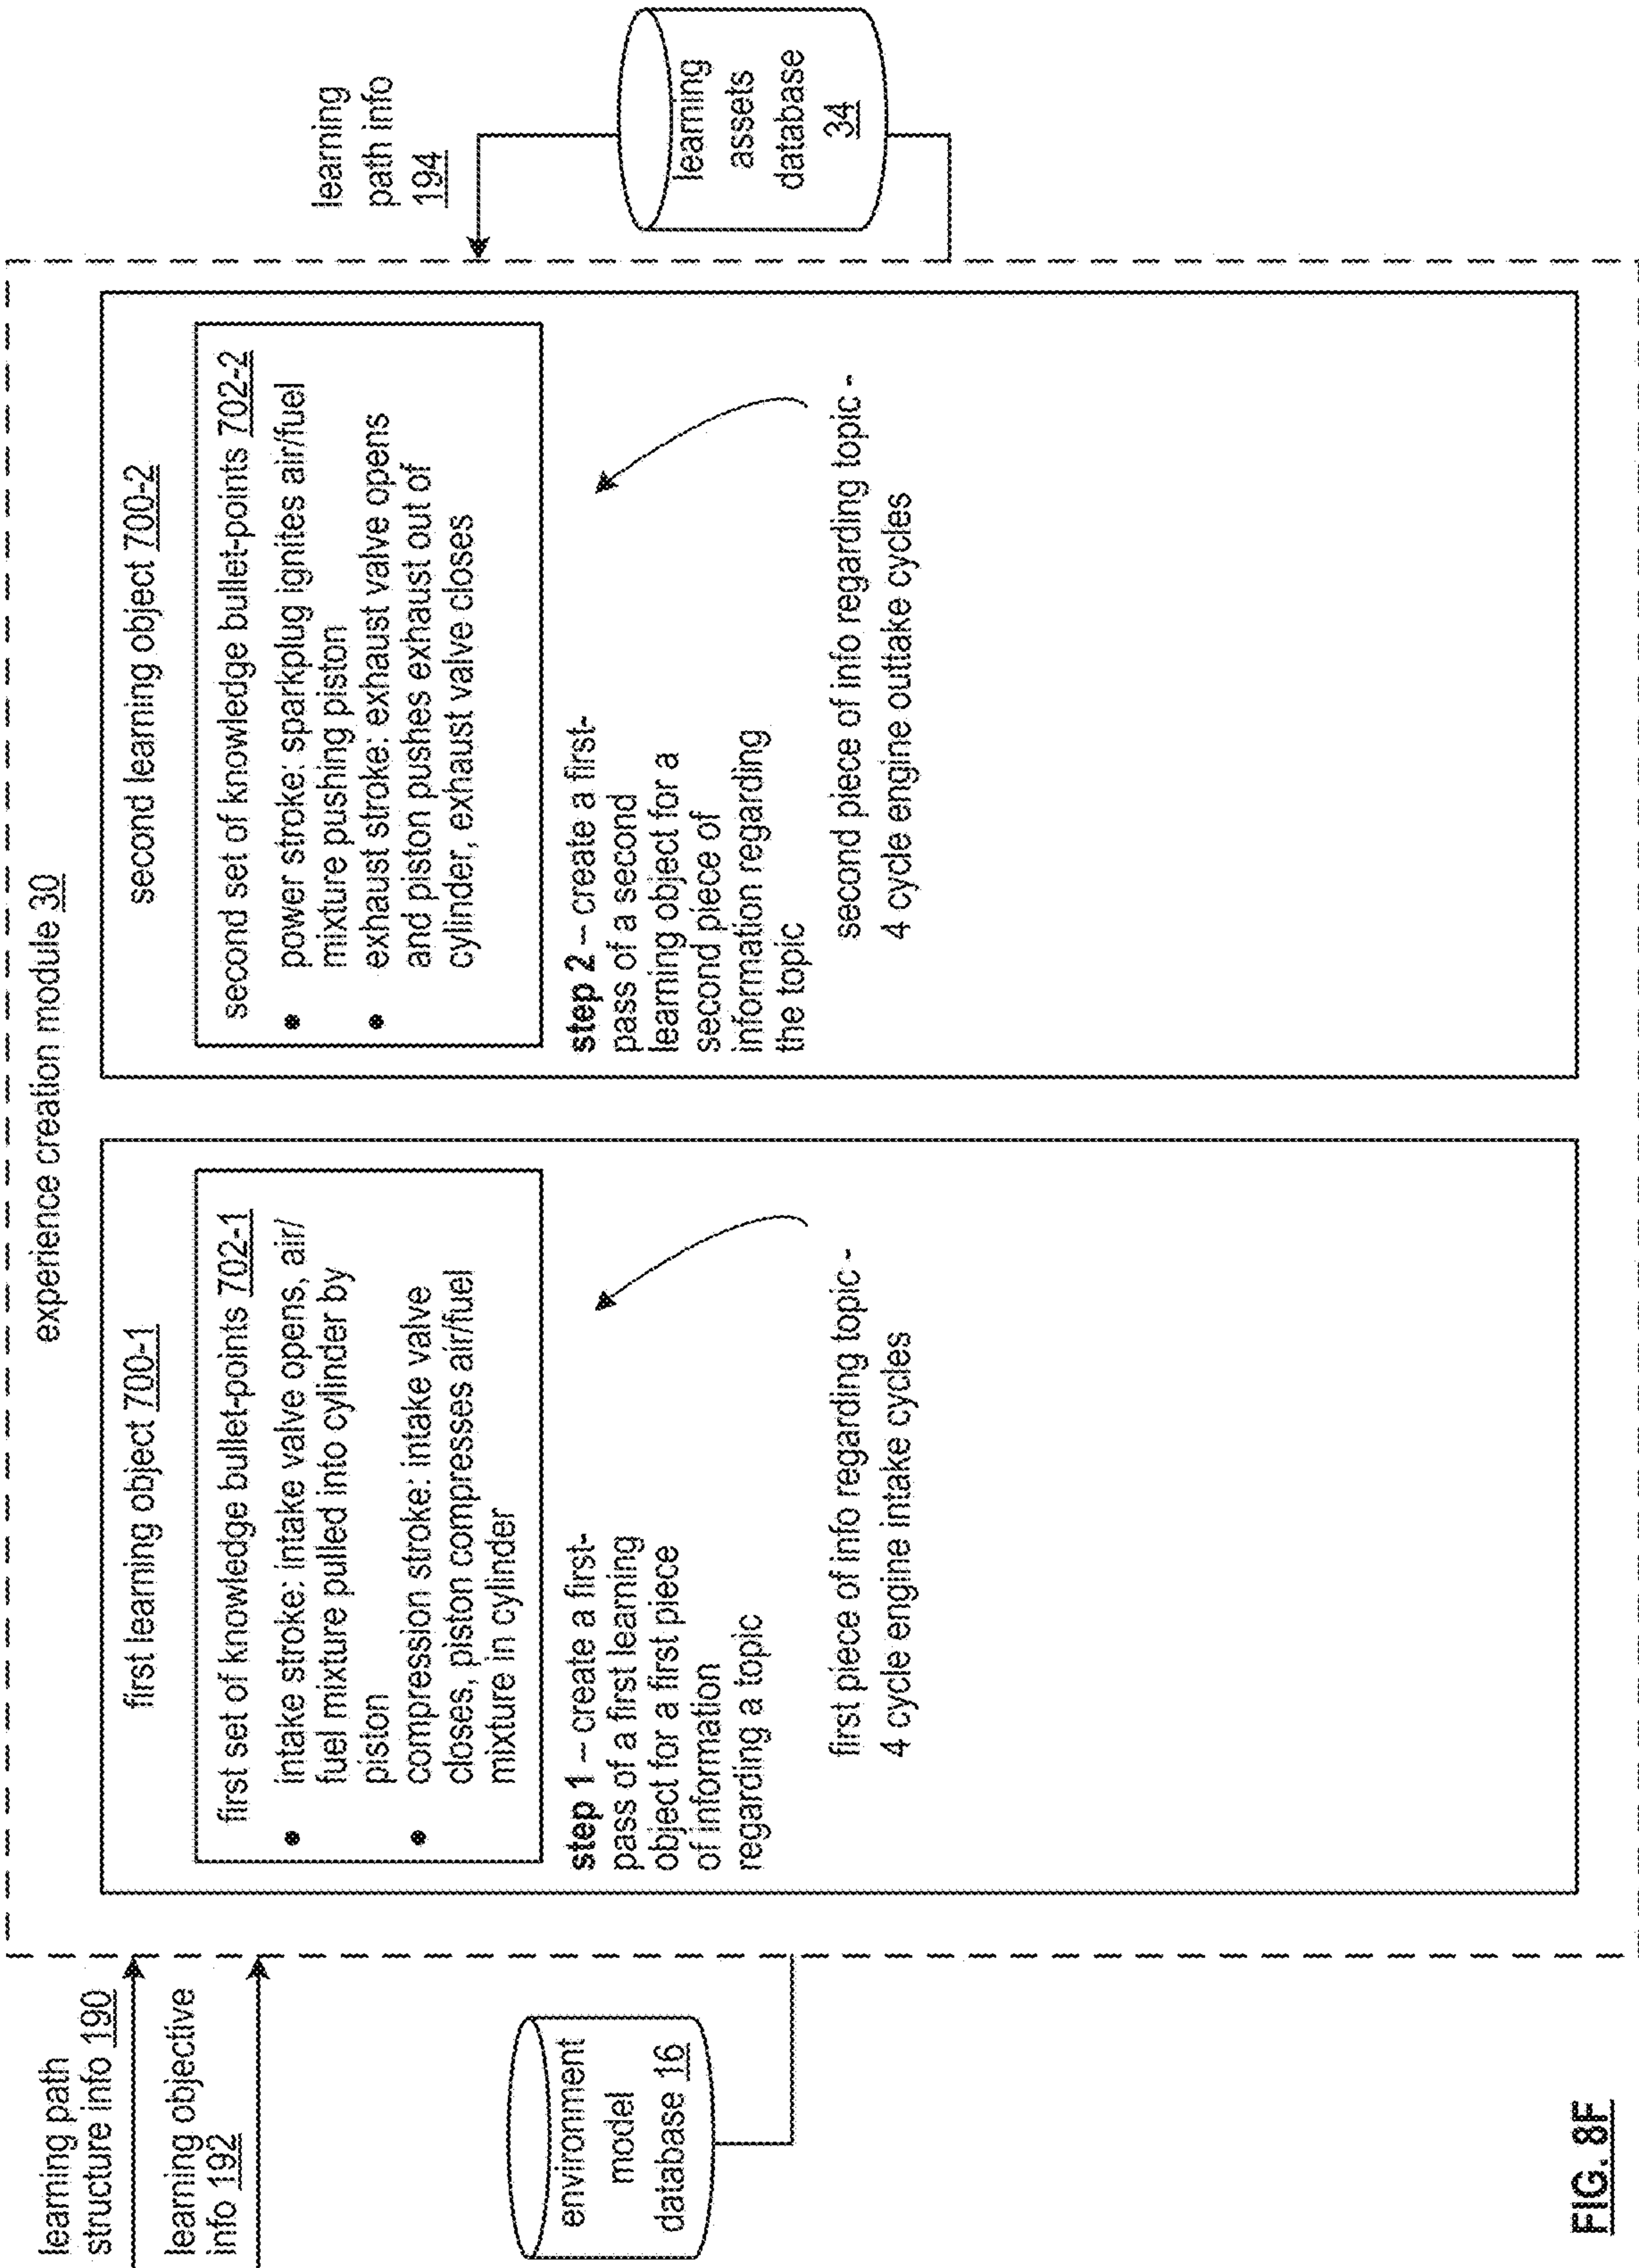 experience creation module 30
learning path
structure info 190
learning objective
info 192
environment
model
database 16
first learning object 700-1
first set of knowledge bullet-points 702-1
• intake stroke: intake valve opens, air/
fuel mixture pulled into cylinder by
piston
• compression stroke: intake valve
closes, piston compresses air/fuel
mixture in cylinder
step 1 – create a first-
pass of a first learning
object for a first piece
of information
regarding a topic
first piece of info regarding topic -
4 cycle engine intake cycles
second learning object 700-2
second set of knowledge bullet-points 702-2
• power stroke: sparkplug ignites air/fuel
mixture pushing piston
• exhaust stroke: exhaust valve opens
and piston pushes exhaust out of
cylinder, exhaust valve closes
step 2 – create a first-
pass of a second
learning object for a
second piece of
information regarding
the topic
second piece of info regarding topic -
4 cycle engine outtake cycles
learning
path info
194
learning
assets
database
34
FIG. 8F